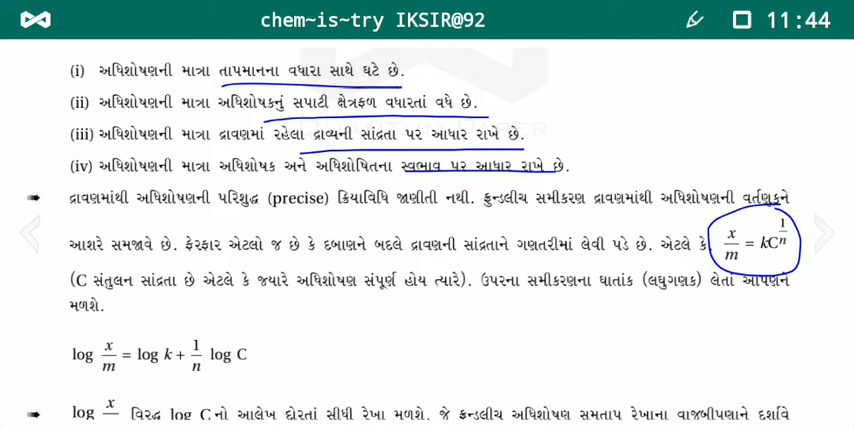 chem~is~try IKSIR@92 11:44
(i) અધિશોષણની માત્રા તાપમાનના વધારા સાથે ઘટે છે.
(ii) અધિશોષણની માત્રા અધિશોષકનું સપાટી ક્ષેત્રફળ વધારતાં વધે છે.
(iii) અધિશોષણની માત્રા દ્રાવણમાં રહેલા દ્રાવ્યની સાંદ્રતા પર આધાર રાખે છે.
(iv) અધિશોષણની માત્રા અધિશોષક અને અધિશોષિતના સ્વભાવ પર આધાર રાખે છે.
➠ દ્રાવણમાંથી અધિશોષણની પરિશુદ્ધ (precise) ક્રિયાવિધિ જાણીતી નથી. ફ્રુન્ડલીચ સમીકરણ દ્રાવણમાંથી અધિશોષણની વર્તણુકને
આશરે સમજાવે છે. ફેરફાર એટલો જ છે કે દબાણને બદલે દ્રાવણની સાંદ્રતાને ગણતરીમાં લેવી પડે છે. એટલે કે, x/m = kC^(1/n)
(C સંતુલન સાંદ્રતા છે એટલે કે જ્યારે અધિશોષણ સંપૂર્ણ હોય ત્યારે). ઉપરના સમીકરણના ઘાતાંક (લઘુગણક) લેતાં આપણને
મળશે.
log x/m = log k + 1/n log C
➠ log x/ વિરુદ્ધ log C નો આલેખ દોરતાં સીધી રેખા મળશે. જે ફ્રન્ડલીચ અધિશોષણ સમતાપ રેખાના વાજબીપણાને દર્શાવે